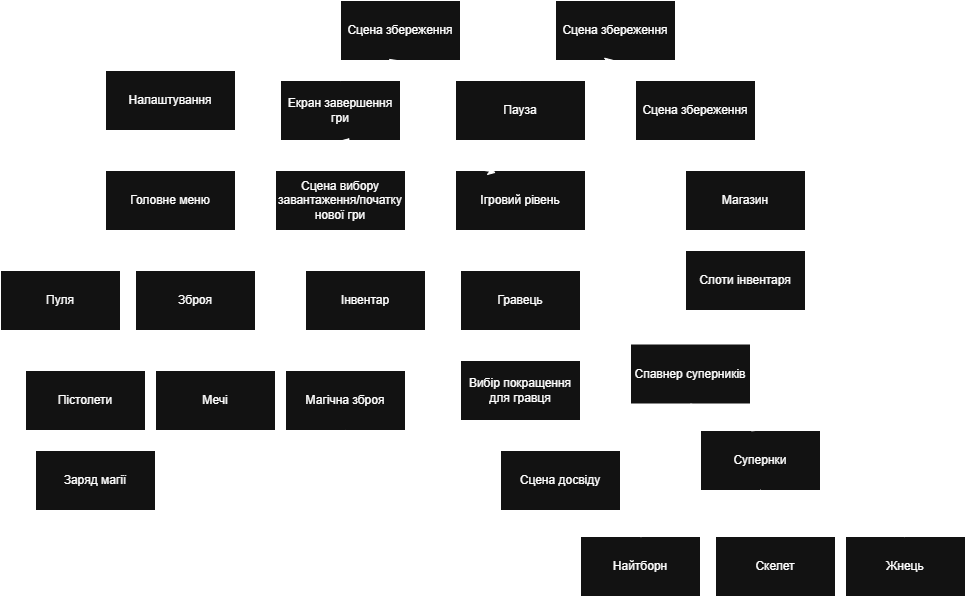 Сцена збереження
Сцена збереження
Налаштування
Екран завершення
гри
Пауза
Сцена збереження
Головне меню
Сцена вибору
завантаження/початку
нової гри
Ігровий рівень
Магазин
Слоти інвентаря
Пуля
Зброя
Інвентар
Гравець
Пістолети
Мечі
Магічна зброя
Вибір покращення
для гравця
Спавнер суперників
Заряд магії
Сцена досвіду
Супернки
Найтборн
Скелет
Жнець